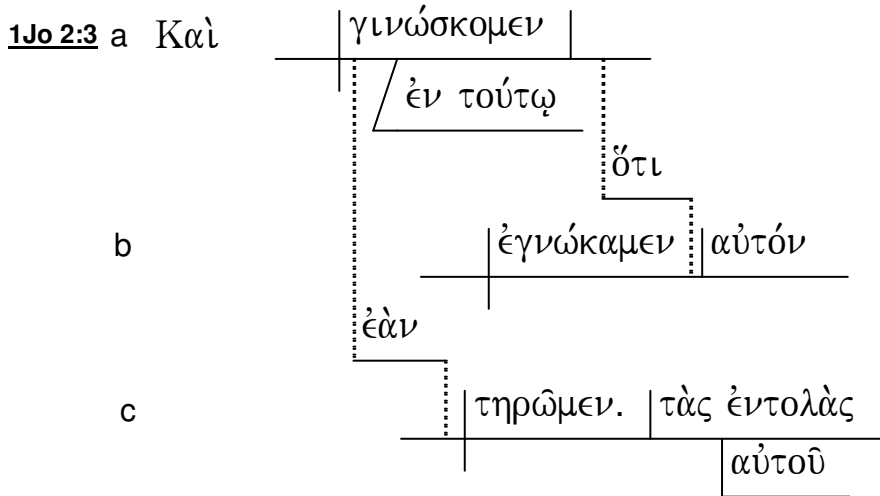 1Jo 2:3 a Καὶ γινώσκομεν
ἐν τούτῳ
ὅτι
b ἐγνώκαμεν αὐτόν
ἐὰν
c τηρῶμεν. τὰς ἐντολὰς
αὐτοῦ